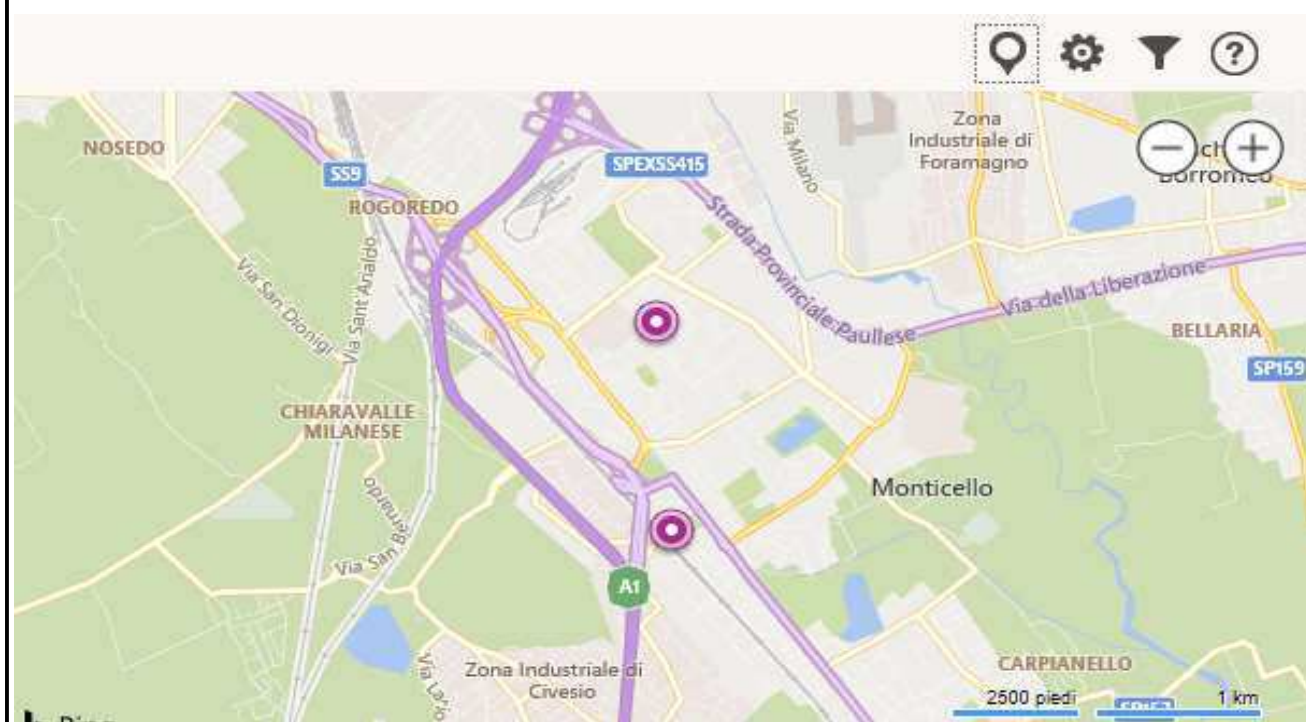 ?
Zona
Industriale di
Foramagno
NOSEDO
SS9
SPEXSS415
Via Milano
Borromeo
ROGOREDO
Via Sant Arialdo
Via San Dionigi
Strada Provinciale Paullese
Via della Liberazione
BELLARIA
SP159
CHIARAVALLE
MILANESE
Monticello
Via San Bernardo
A1
Zona Industriale di
Civesio
CARPIANELLO
2500 piedi
1 km